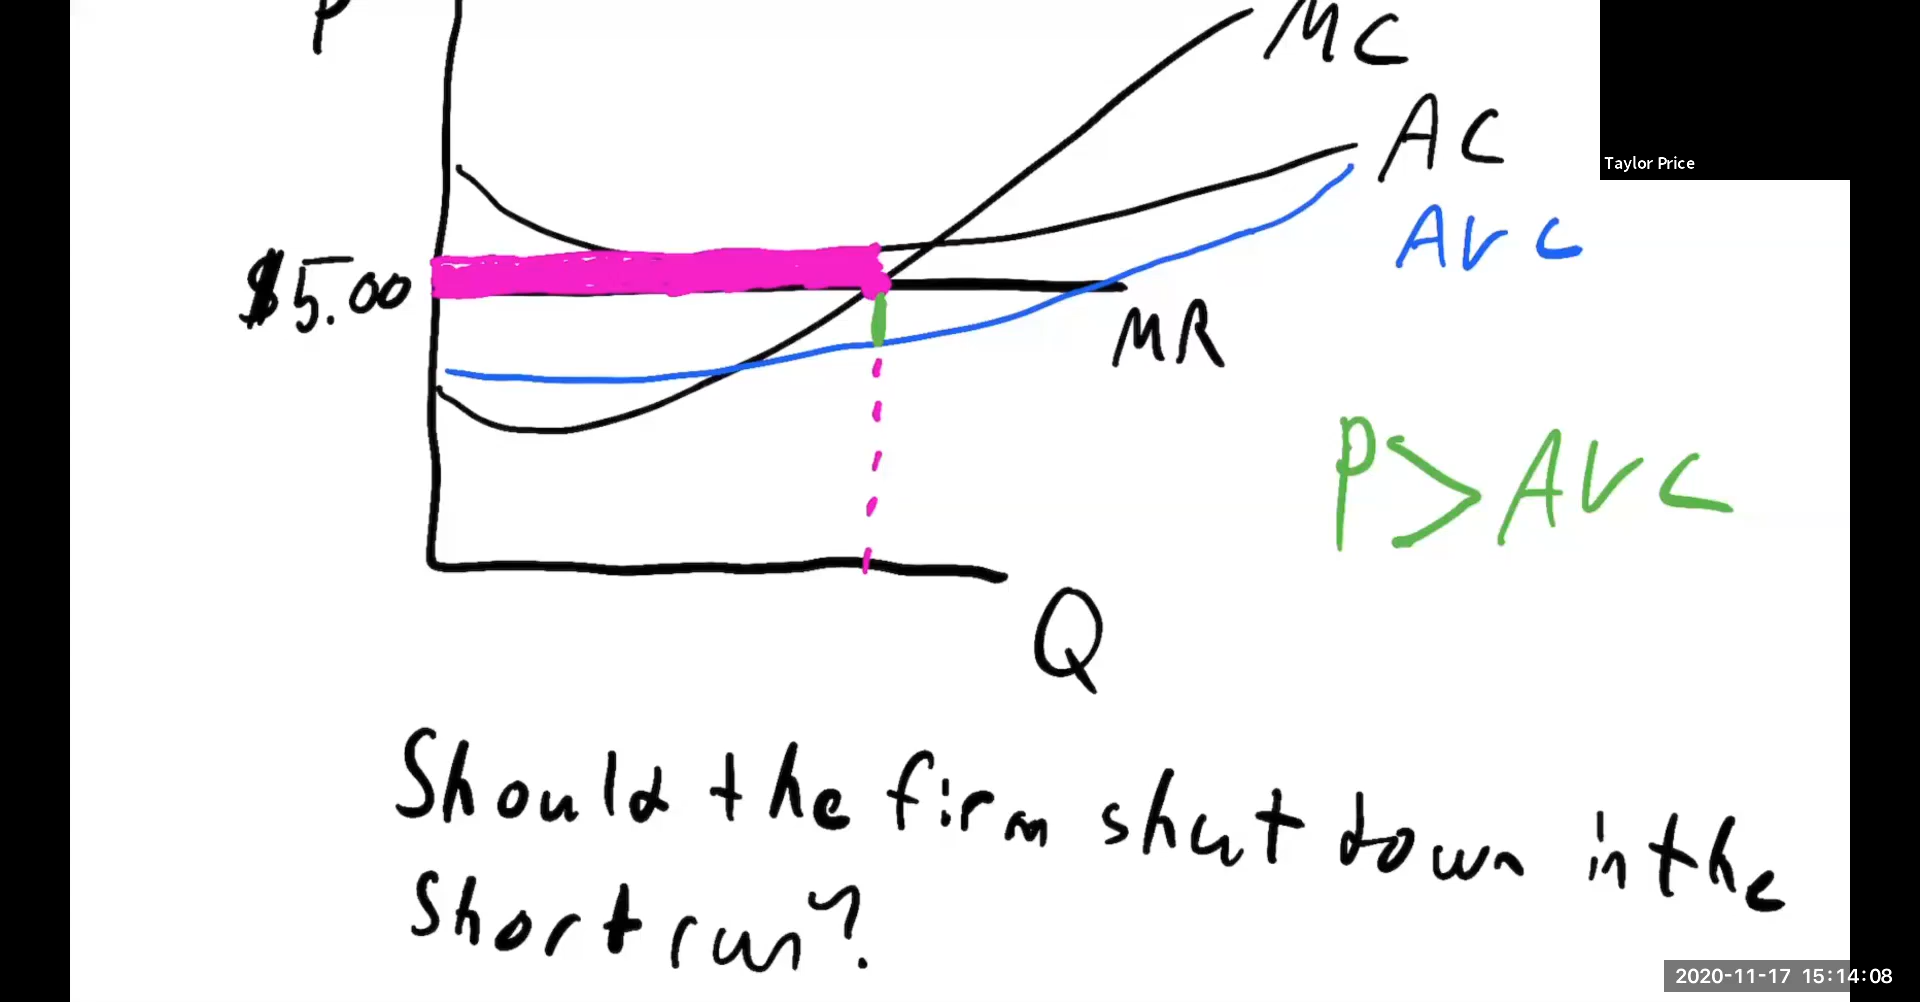 P
MC
AC
Taylor Price
AVC
$5.00
MR
P>AVC
Q
Should the firm shut down in the
short run?
2020-11-17 15:14:08